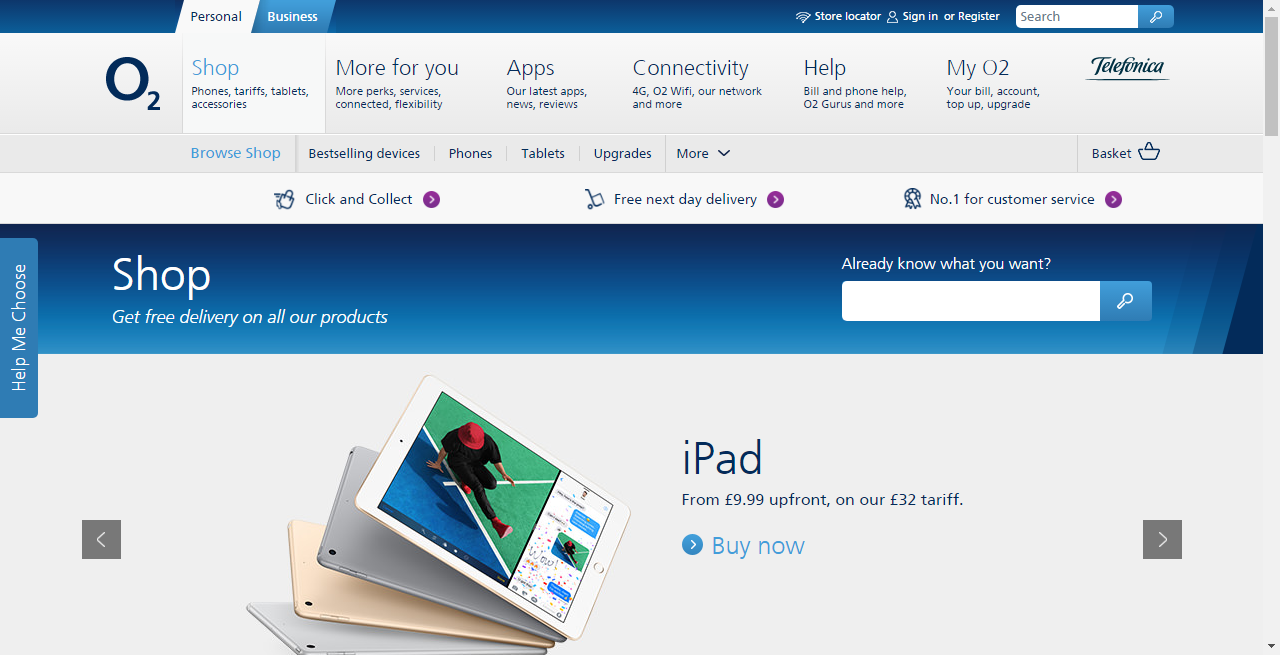 Personal
Business
Store locator
Sign in or Register
Search
O2
Shop
Phones, tariffs, tablets,
accessories
More for you
More perks, services,
connected, flexibility
Apps
Our latest apps,
news, reviews
Connectivity
4G, O2 Wifi, our network
and more
Help
Bill and phone help,
O2 Gurus and more
My O2
Your bill, account,
top up, upgrade
Telefónica
Browse Shop
Bestselling devices
Phones
Tablets
Upgrades
More
Basket
Click and Collect
Free next day delivery
No.1 for customer service
Help Me Choose
Shop
Get free delivery on all our products
Already know what you want?
iPad
From £9.99 upfront, on our £32 tariff.
Buy now